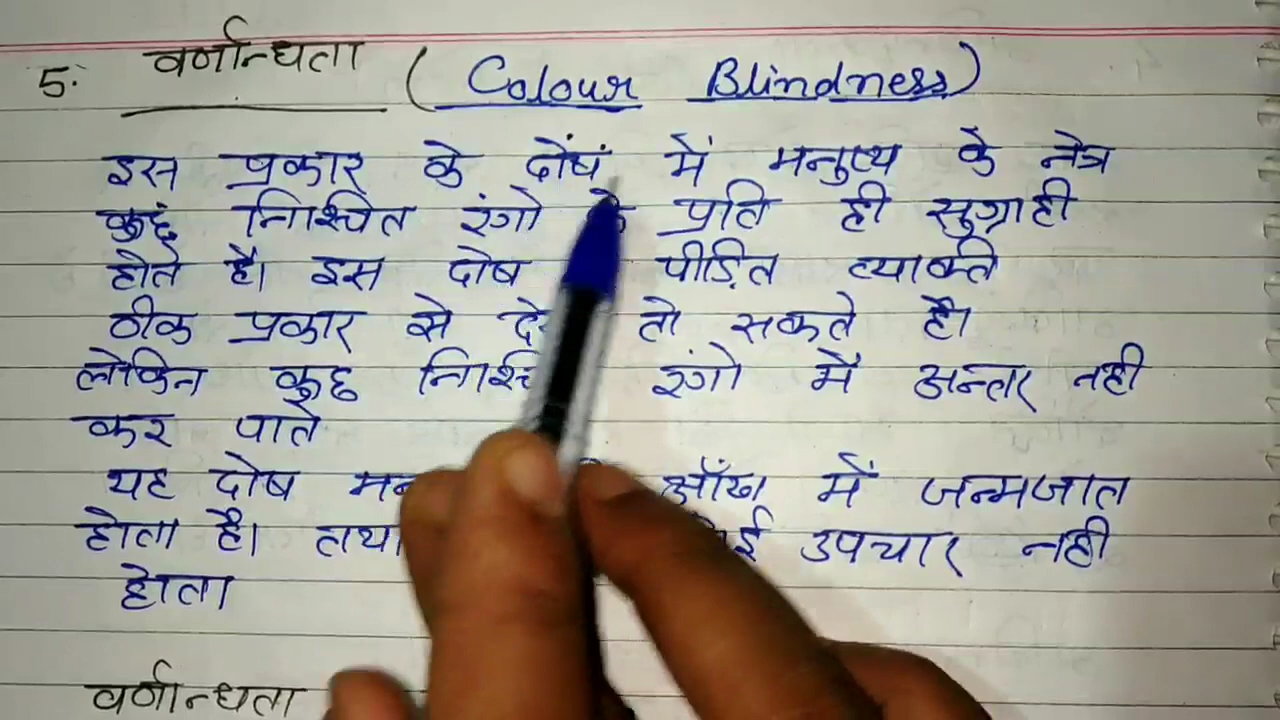 5. वर्णान्धता ( Colour Blindness)
इस प्रकार के दोष में मनुष्य के नेत्र
कुछ निश्चित रंगो के प्रति ही सुग्राही
होते है। इस दोष पीड़ित व्यक्ति
ठीक प्रकार से तो सकते है।
लेकिन कुछ रंगो में अन्तर नही
कर पाते
यह दोष आँख में जन्मजात
होता है। तथा उपचार नही
होता
वर्णान्धता